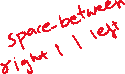 space-between
right | | left